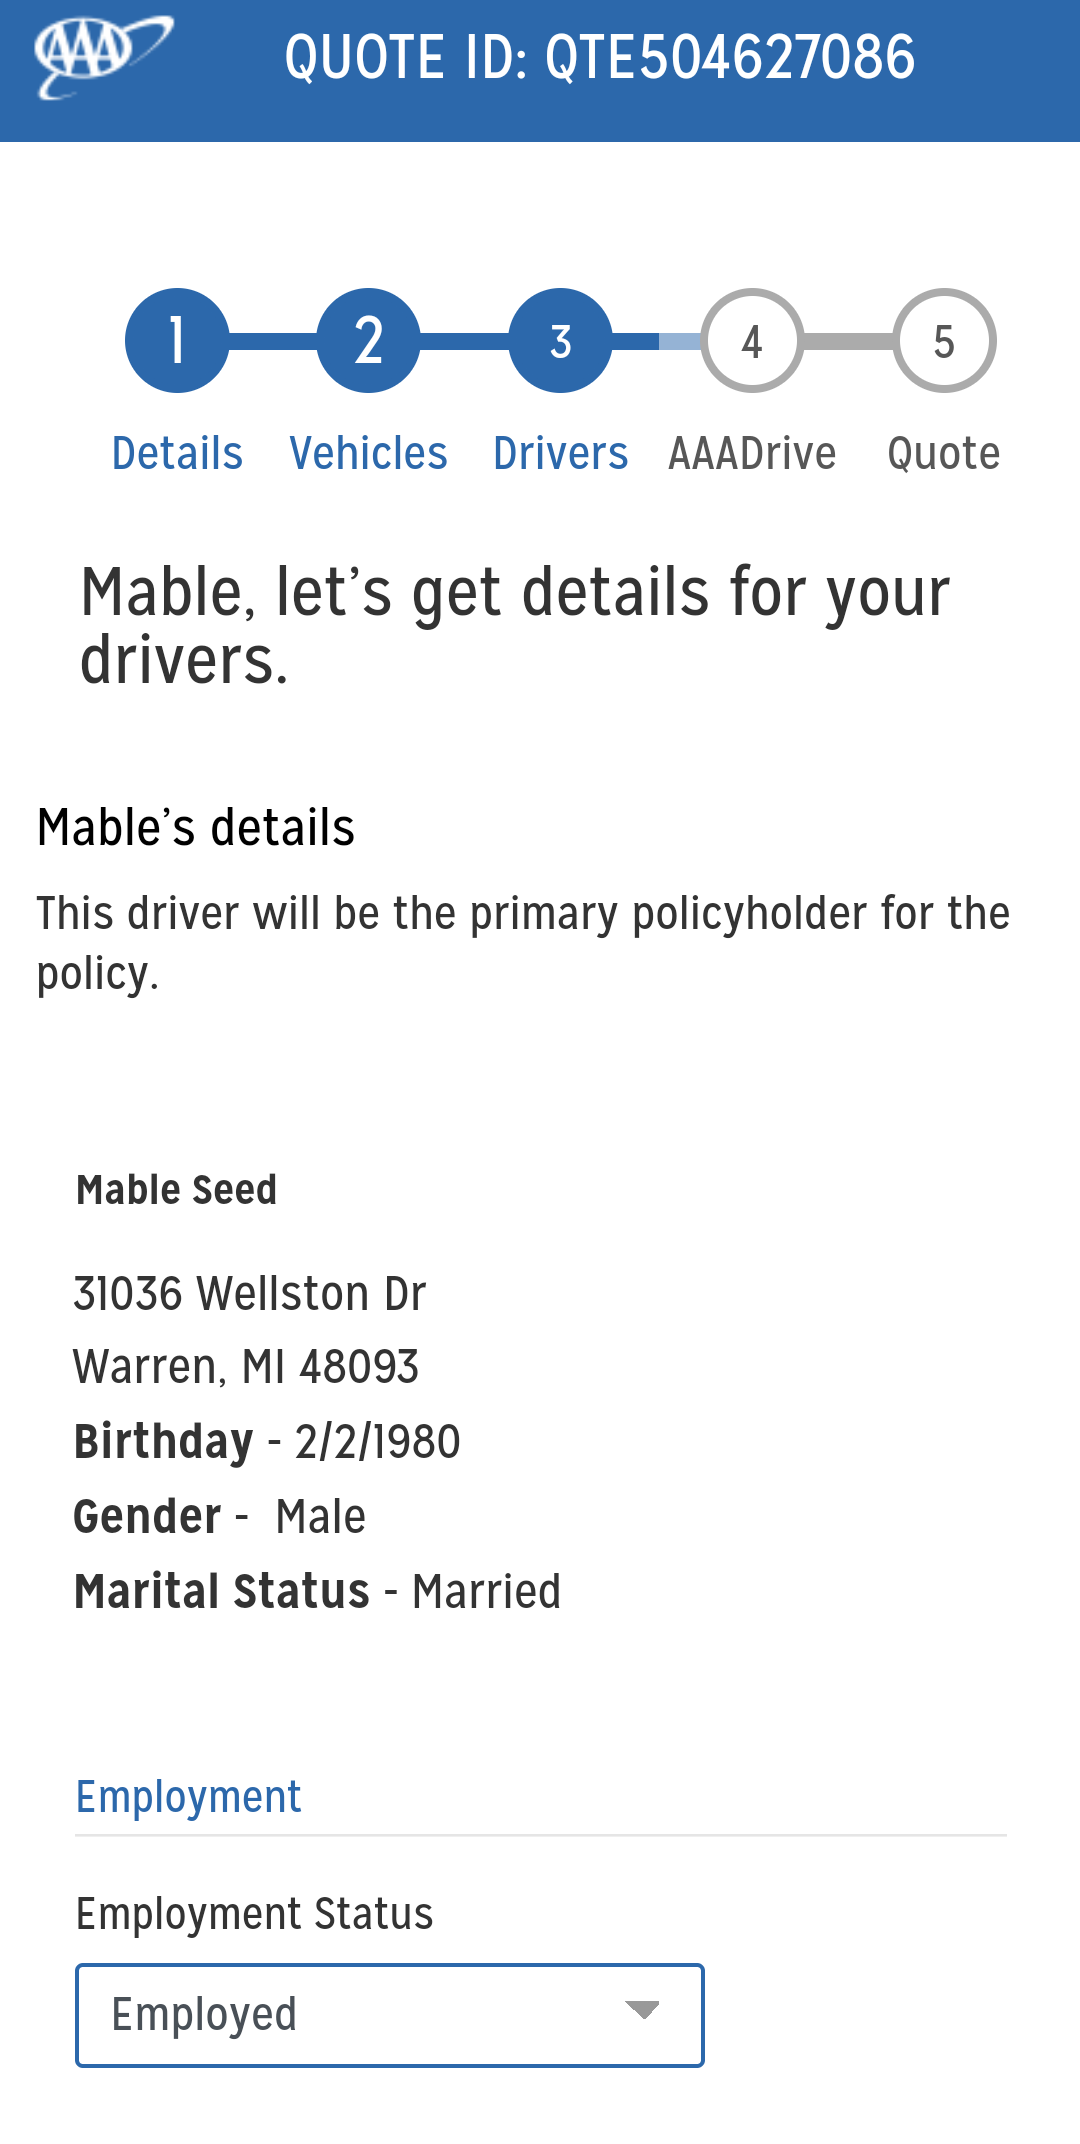 AAA
QUOTE ID: QTE504627086
1 2 3 4 5
Details Vehicles Drivers AAADrive Quote
Mable, let’s get details for your
drivers.
Mable’s details
This driver will be the primary policyholder for the
policy.
Mable Seed
31036 Wellston Dr
Warren, MI 48093
Birthday - 2/2/1980
Gender - Male
Marital Status - Married
Employment
Employment Status
Employed